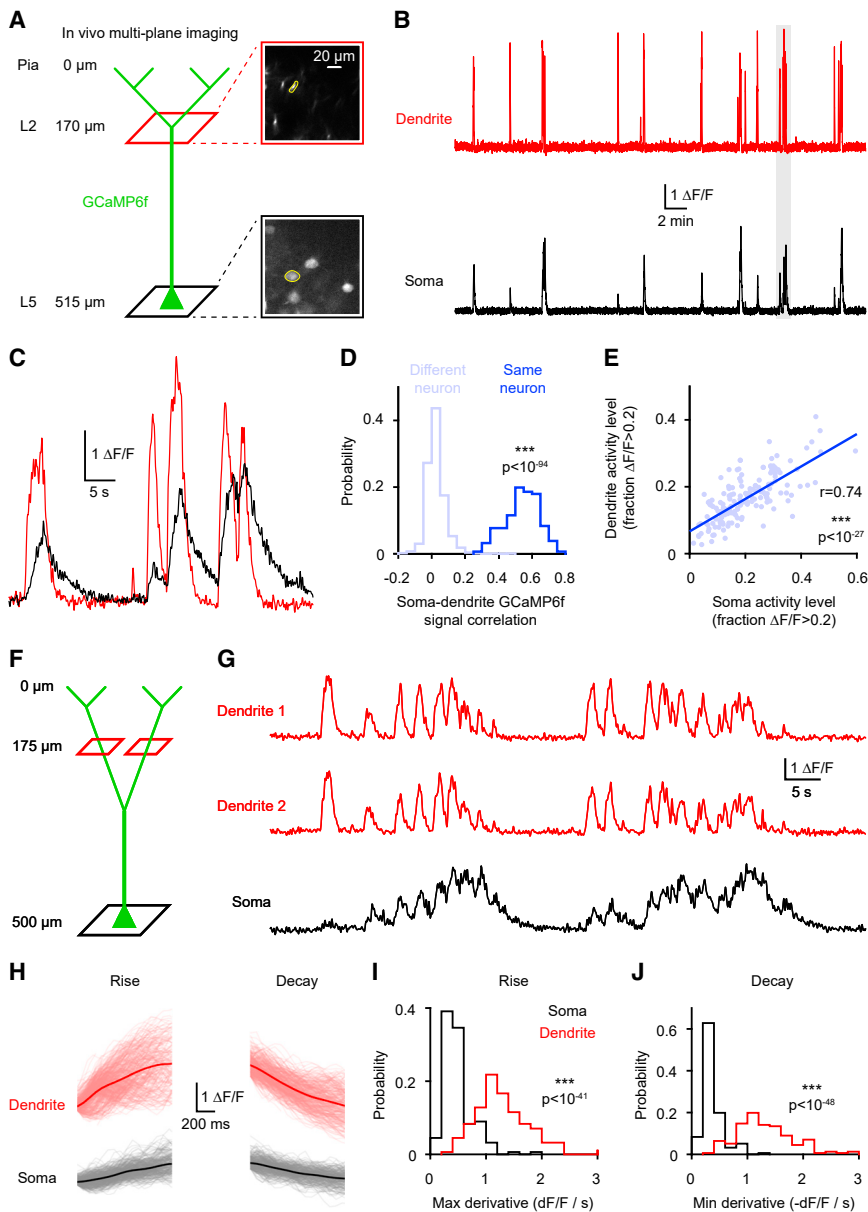 A
In vivo multi-plane imaging
Pia 0 µm
L2 170 µm
GCaMP6f
L5 515 µm
20 µm
B
Dendrite
1 ΔF/F
2 min
Soma
C
1 ΔF/F
5 s
D
Different
neuron
Same
neuron
***
p<10-94
Probability
0.4
0.2
0
-0.2 0 0.2 0.4 0.6 0.8
Soma-dendrite GCaMP6f
signal correlation
E
Dendrite activity level
(fraction ΔF/F>0.2)
0.4
0.2
0
r=0.74
***
p<10-27
0 0.2 0.4 0.6
Soma activity level
(fraction ΔF/F>0.2)
F
0 µm
175 µm
500 µm
G
Dendrite 1
Dendrite 2
1 ΔF/F
5 s
Soma
H
Rise Decay
Dendrite
1 ΔF/F
200 ms
Soma
I
Rise
Soma
Dendrite
***
p<10-41
Probability
0.4
0.2
0
0 1 2 3
Max derivative (dF/F / s)
J
Decay
***
p<10-48
Probability
0.6
0.4
0.2
0
0 1 2 3
Min derivative (-dF/F / s)